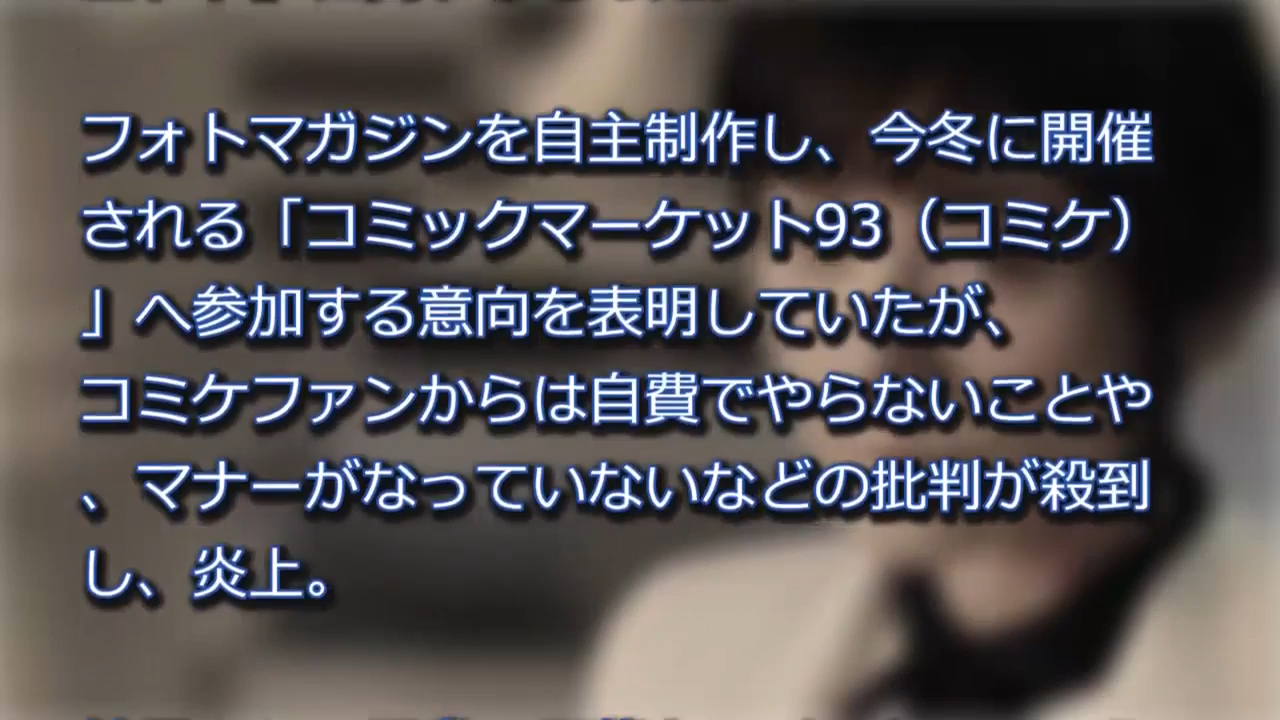 フォトマガジンを自主制作し、今冬に開催
される「コミックマーケット93（コミケ）
」へ参加する意向を表明していたが、
コミケファンからは自費でやらないことや
、マナーがなっていないなどの批判が殺到
し、炎上。